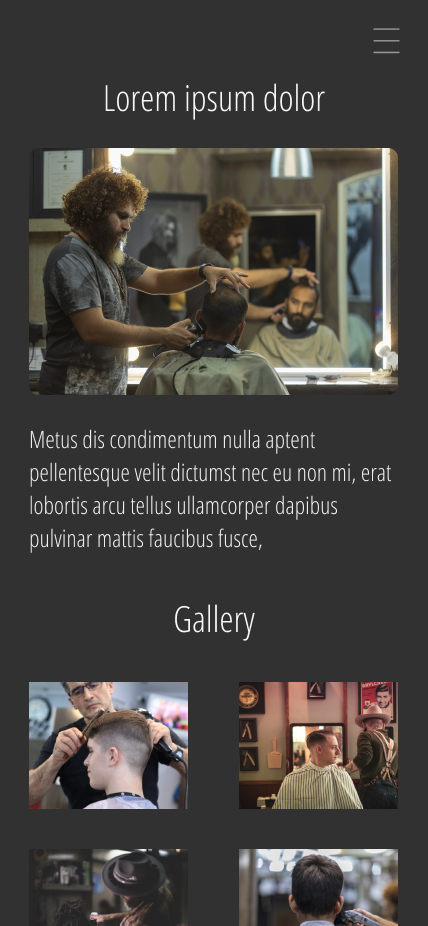 Lorem ipsum dolor
Metus dis condimentum nulla aptent
pellentesque velit dictumst nec eu non mi, erat
lobortis arcu tellus ullamcorper dapibus
pulvinar mattis faucibus fusce,
Gallery